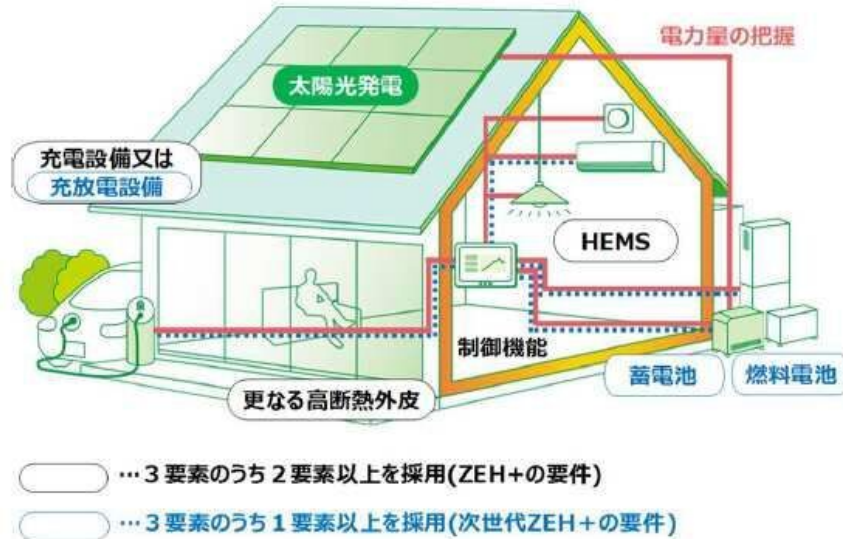 電力量の把握
太陽光発電
充電設備又は
充放電設備
HEMS
制御機能
蓄電池
燃料電池
更なる高断熱外皮
…3要素のうち2要素以上を採用(ZEH+の要件)
…3要素のうち1要素以上を採用(次世代ZEH+の要件)